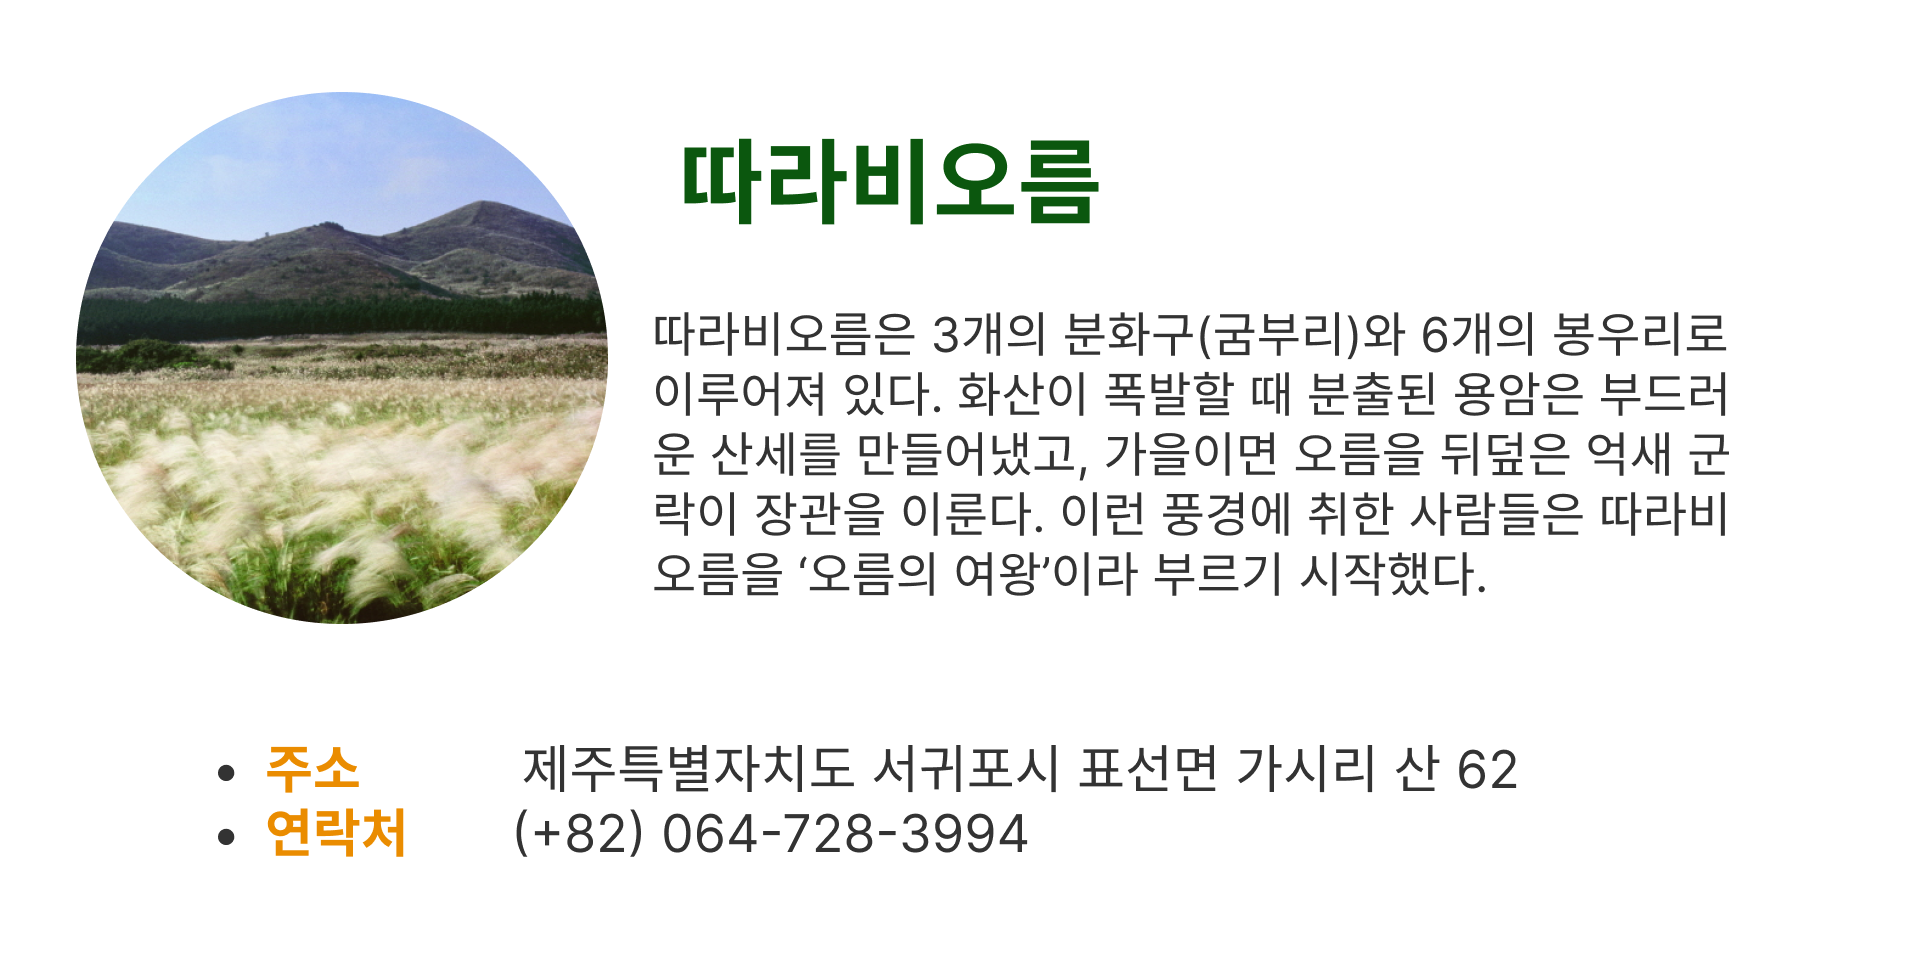 따라비오름
따라비오름은 3개의 분화구(굼부리)와 6개의 봉우리로
이루어져 있다. 화산이 폭발할 때 분출된 용암은 부드러
운 산세를 만들어냈고, 가을이면 오름을 뒤덮은 억새 군
락이 장관을 이룬다. 이런 풍경에 취한 사람들은 따라비
오름을 ‘오름의 여왕’이라 부르기 시작했다.
• 주소 제주특별자치도 서귀포시 표선면 가시리 산 62
• 연락처 (+82) 064-728-3994